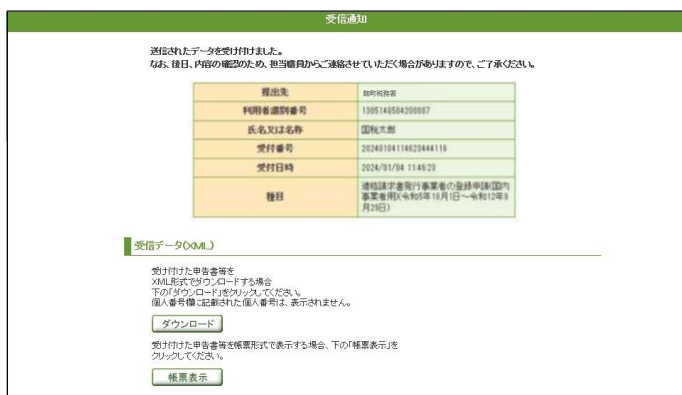 受信通知
送信されたデータを受け付けました。
なお、後日、内容の確認のため、担当職員からご連絡させていただく場合がありますので、ご了承ください。
提出先 麹町税務署
利用者識別番号 1305148504200087
氏名又は名称 国税太郎
受付番号 20240104114623444116
受付日時 2024/01/04 11:46:23
種目 適格請求書発行事業者の登録申請(国内
事業者用)(令和5年10月1日～令和12年9
月29日)
受信データ(XML)
受け付けた申告書等を
XML形式でダウンロードする場合
下の「ダウンロード」をクリックしてください。
個人番号欄に記載された個人番号は、表示されません。
ダウンロード
受け付けた申告書等を帳票形式で表示する場合、下の「帳票表示」を
クリックしてください。
帳票表示